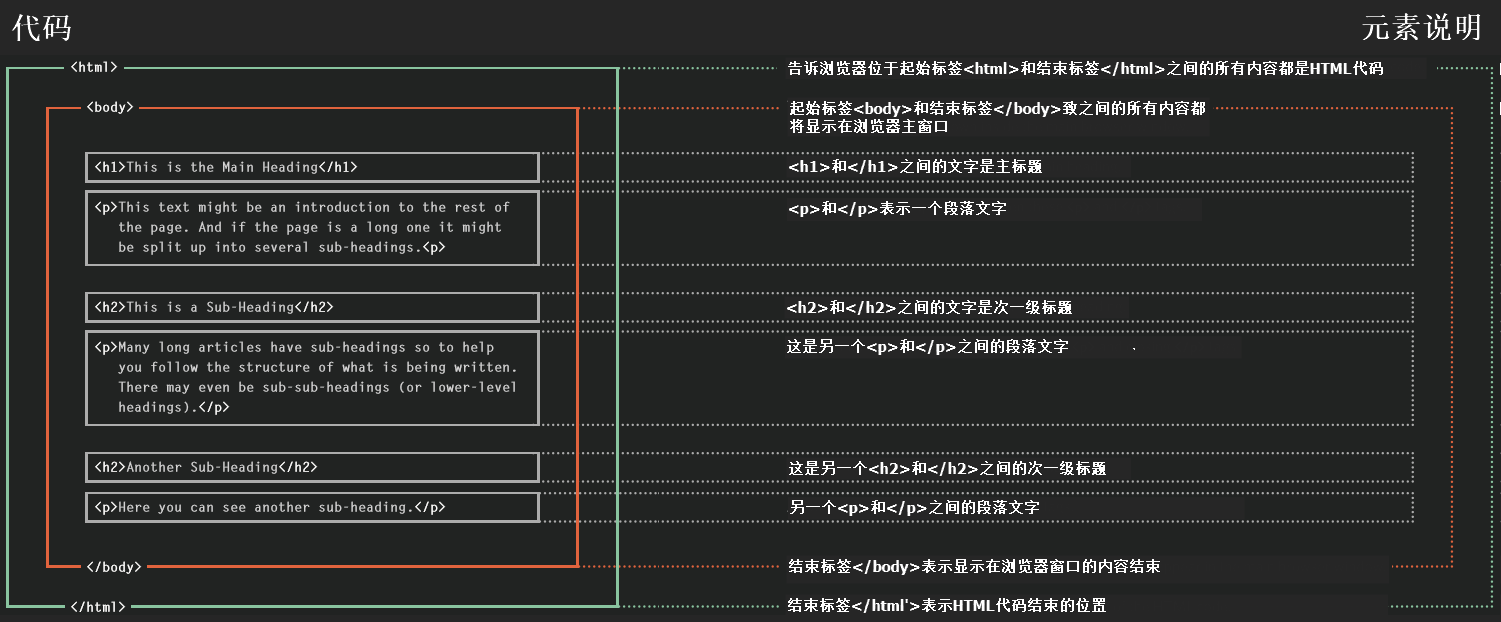 代码
元素说明
<html>
告诉浏览器位于起始标签<html>和结束标签</html>之间的所有内容都是HTML代码
<body>
起始标签<body>和结束标签</body>致之间的所有内容都
将显示在浏览器主窗口
<h1>This is the Main Heading</h1>
<h1>和</h1>之间的文字是主标题
<p>This text might be an introduction to the rest of
the page. And if the page is a long one it might
be split up into several sub-headings.<p>
<p>和</p>表示一个段落文字
<h2>This is a Sub-Heading</h2>
<h2>和</h2>之间的文字是次一级标题
<p>Many long articles have sub-headings so to help
you follow the structure of what is being written.
There may even be sub-sub-headings (or lower-level
headings).</p>
这是另一个<p>和</p>之间的段落文字
<h2>Another Sub-Heading</h2>
这是另一个<h2>和</h2>之间的次一级标题
<p>Here you can see another sub-heading.</p>
另一个<p>和</p>之间的段落文字
</body>
结束标签</body>表示显示在浏览器窗口的内容结束
</html>
结束标签</html'>表示HTML代码结束的位置